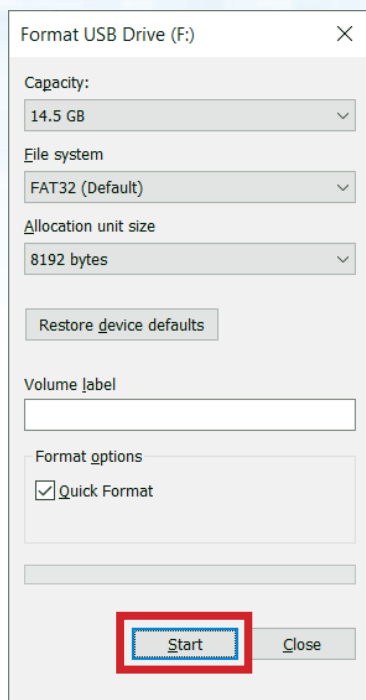 Format USB Drive (F:)
Capacity:
14.5 GB
File system
FAT32 (Default)
Allocation unit size
8192 bytes
Restore device defaults
Volume label
Format options
Quick Format
Start Close